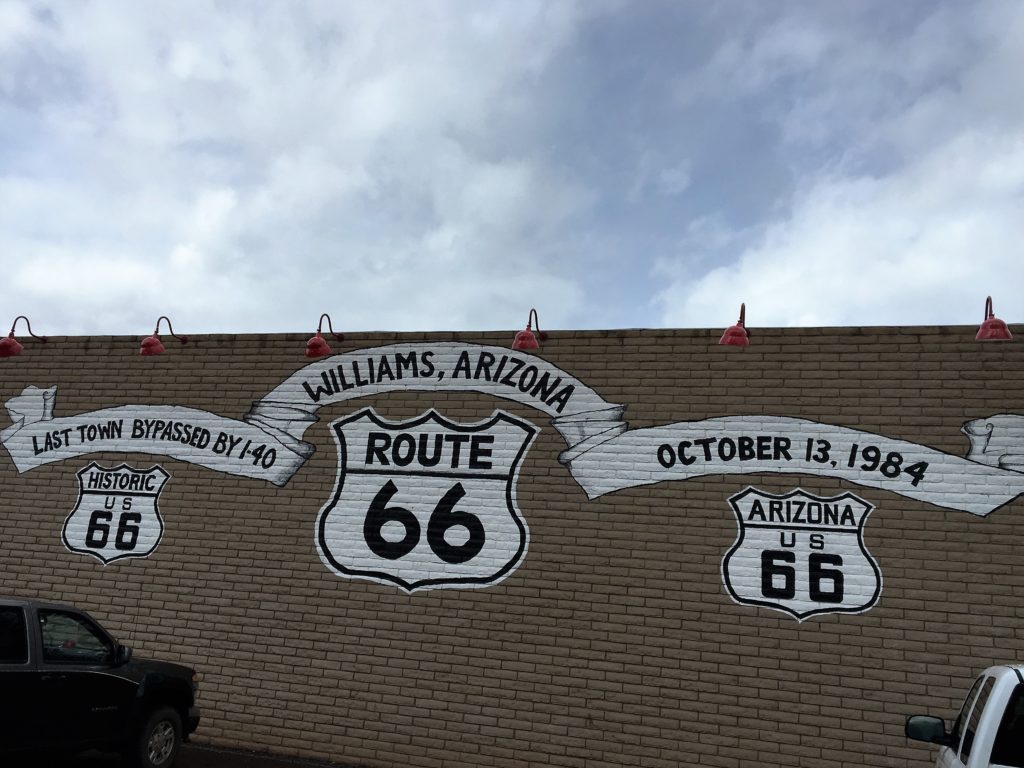 WILLIAMS, ARIZONA
LAST TOWN BYPASSED BY I-40
OCTOBER 13, 1984
HISTORIC
US
66
ROUTE
66
ARIZONA
US
66